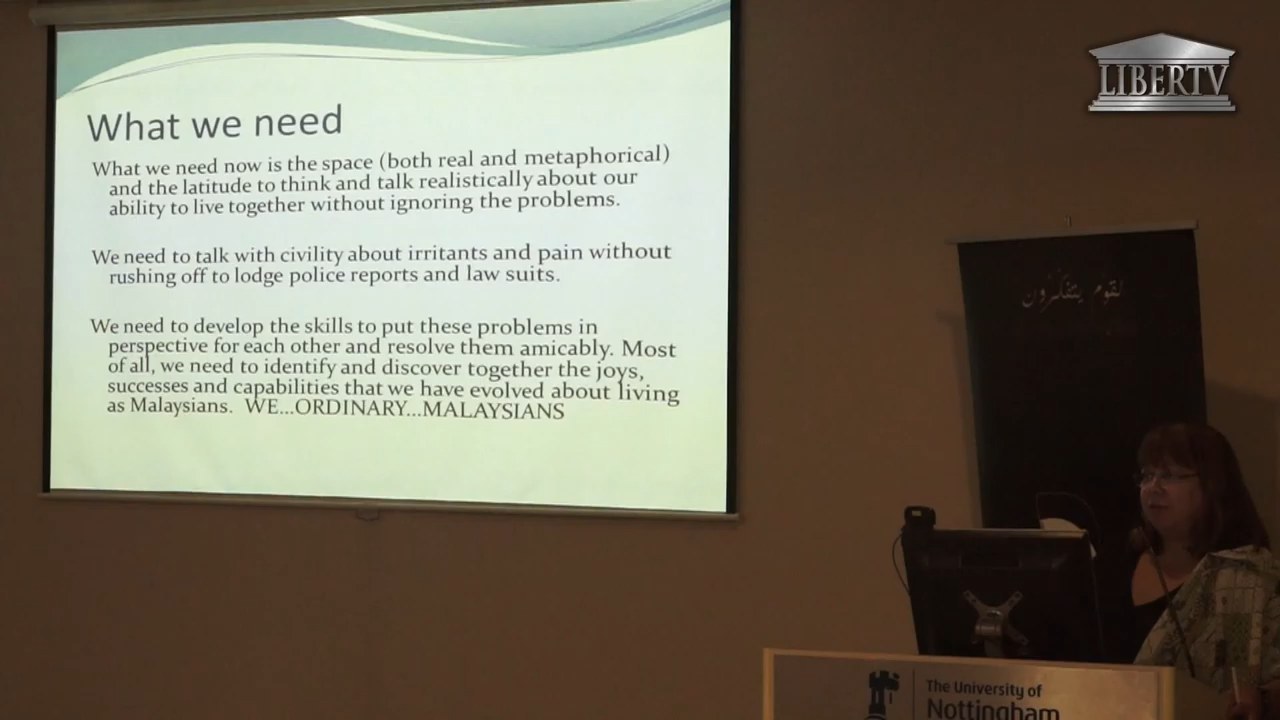 LIBERTV
What we need
What we need now is the space (both real and metaphorical)
and the latitude to think and talk realistically about our
ability to live together without ignoring the problems.
We need to talk with civility about irritants and pain without
rushing off to lodge police reports and law suits.
We need to develop the skills to put these problems in
perspective for each other and resolve them amicably. Most
of all, we need to identify and discover together the joys,
successes and capabilities that we have evolved about living
as Malaysians. WE...ORDINARY...MALAYSIANS
لقوم يتفكرون
The University of
Nottingham